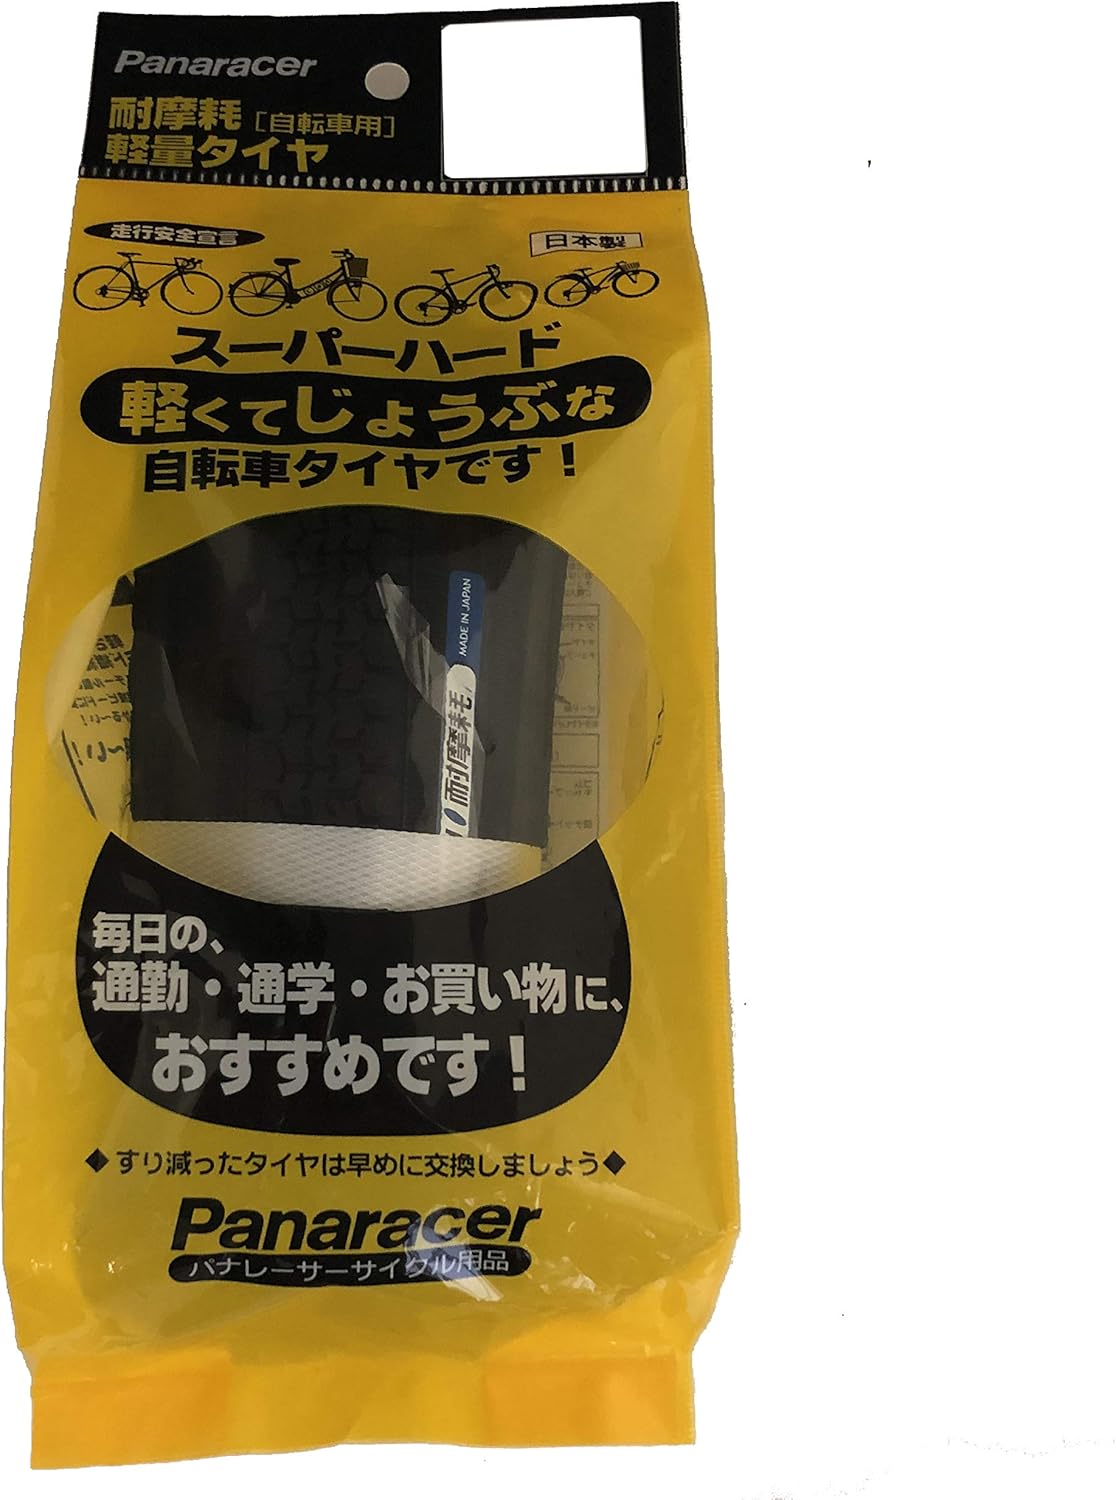 Panaracer
耐摩耗 [自転車用]
軽量タイヤ
走行安全宣言
日本製
スーパーハード
軽くてじょうぶな
自転車タイヤです！
MADE IN JAPAN
耐摩耗
毎日の、
通勤・通学・お買い物に、
おすすめです！
◆すり減ったタイヤは早めに交換しましょう◆
Panaracer
パナレーサーサイクル用品